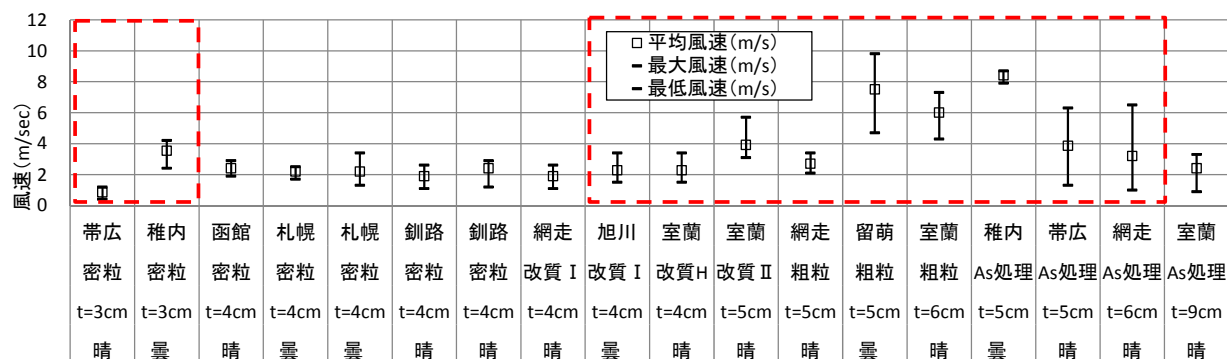 12
10
8
6
4
2
0
風速(m/sec)
平均風速(m/s)
最大風速(m/s)
最低風速(m/s)
帯広 稚内 函館 札幌 札幌 釧路 釧路 網走 旭川 室蘭 室蘭 網走 留萌 室蘭 稚内 帯広 網走 室蘭
密粒 密粒 密粒 密粒 密粒 密粒 密粒 改質Ⅰ 改質Ⅰ 改質H 改質Ⅱ 粗粒 粗粒 粗粒 As処理 As処理 As処理 As処理
t=3cm t=3cm t=4cm t=4cm t=4cm t=4cm t=4cm t=4cm t=4cm t=4cm t=5cm t=5cm t=5cm t=6cm t=5cm t=5cm t=6cm t=9cm
晴 曇 晴 曇 曇 晴 晴 晴 曇 晴 晴 晴 曇 晴 曇 晴 晴 晴